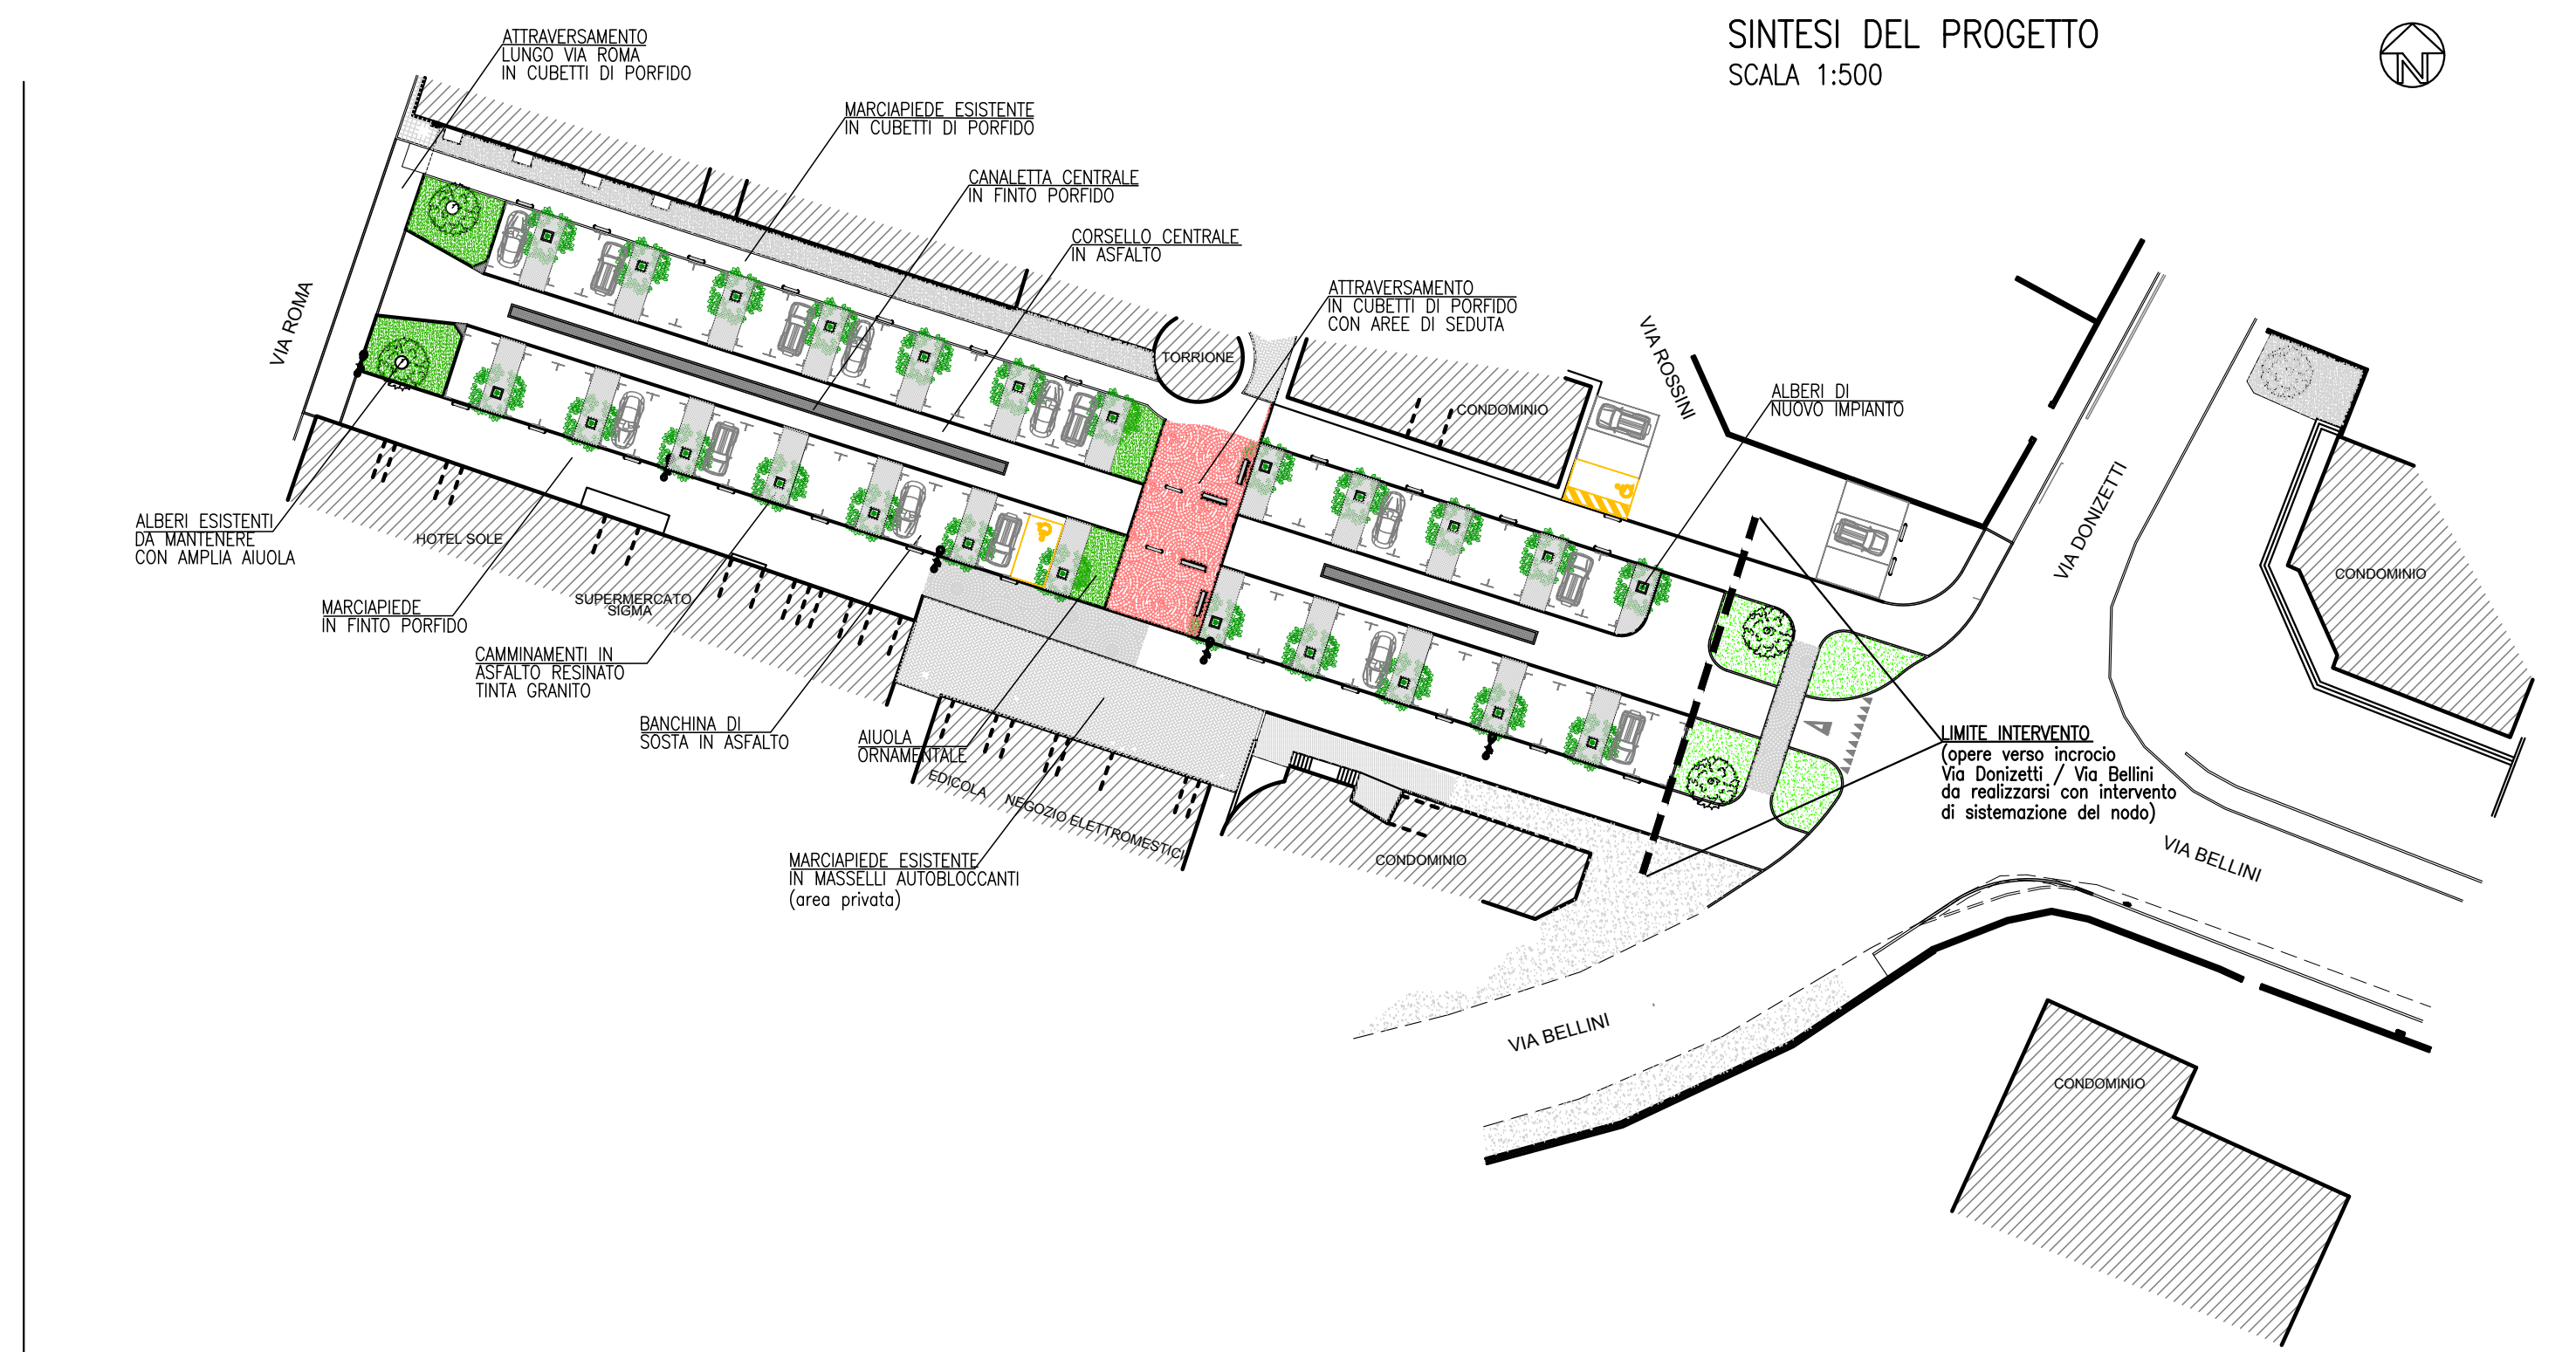 SINTESI DEL PROGETTO
SCALA 1:500
N
ATTRAVERSAMENTO
LUNGO VIA ROMA
IN CUBETTI DI PORFIDO
MARCIAPIEDE ESISTENTE
IN CUBETTI DI PORFIDO
CANALETTA CENTRALE
IN FINTO PORFIDO
CORSELLO CENTRALE
IN ASFALTO
ATTRAVERSAMENTO
IN CUBETTI DI PORFIDO
CON AREE DI SEDUTA
VIA ROMA
TORRIONE
CONDOMINIO
VIA ROSSINI
ALBERI DI
NUOVO IMPIANTO
VIA DONIZETTI
CONDOMINIO
ALBERI ESISTENTI
DA MANTENERE
CON AMPLIA AIUOLA
HOTEL SOLE
MARCIAPIEDE
IN FINTO PORFIDO
SUPERMERCATO
SIGMA
CAMMINAMENTI IN
ASFALTO RESINATO
TINTA GRANITO
BANCHINA DI
SOSTA IN ASFALTO
AIUOLA
ORNAMENTALE
EDICOLA
NEGOZIO ELETTROMESTICI
MARCIAPIEDE ESISTENTE
IN MASSELLI AUTOBLOCCANTI
(area privata)
CONDOMINIO
LIMITE INTERVENTO
(opere verso incrocio
Via Donizetti / Via Bellini
da realizzarsi con intervento
di sistemazione del nodo)
VIA BELLINI
VIA BELLINI
CONDOMINIO